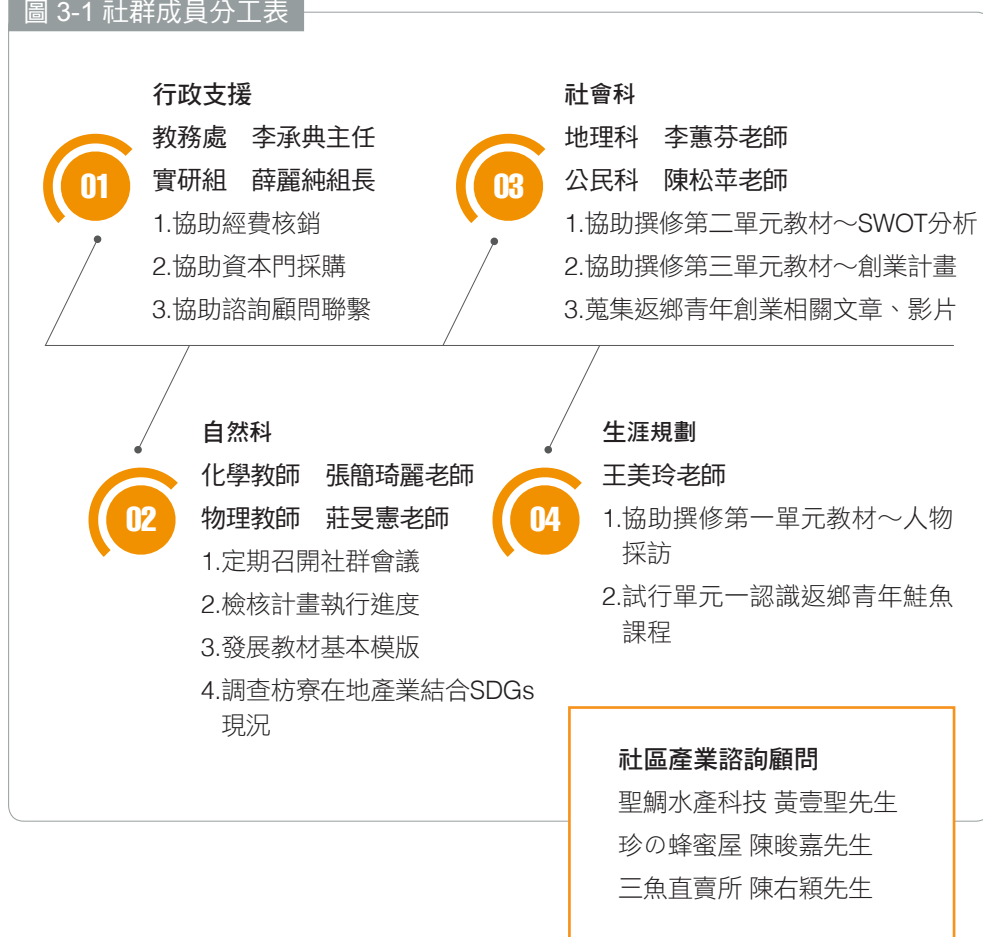 圖 3-1 社群成員分工表
01
行政支援
教務處 李承典主任
實研組 薛麗純組長
1.協助經費核銷
2.協助資本門採購
3.協助諮詢顧問聯繫
03
社會科
地理科 李蕙芬老師
公民科 陳松苹老師
1.協助撰修第二單元教材～SWOT分析
2.協助撰修第三單元教材～創業計畫
3.蒐集返鄉青年創業相關文章、影片
02
自然科
化學教師 張簡琦麗老師
物理教師 莊旻憲老師
1.定期召開社群會議
2.檢核計畫執行進度
3.發展教材基本模版
4.調查枋寮在地產業結合SDGs
現況
04
生涯規劃
王美玲老師
1.協助撰修第一單元教材～人物
採訪
2.試行單元一認識返鄉青年鮭魚
課程
社區產業諮詢顧問
聖鯛水產科技 黃壹聖先生
珍の蜂蜜屋 陳晙嘉先生
三魚直賣所 陳右穎先生